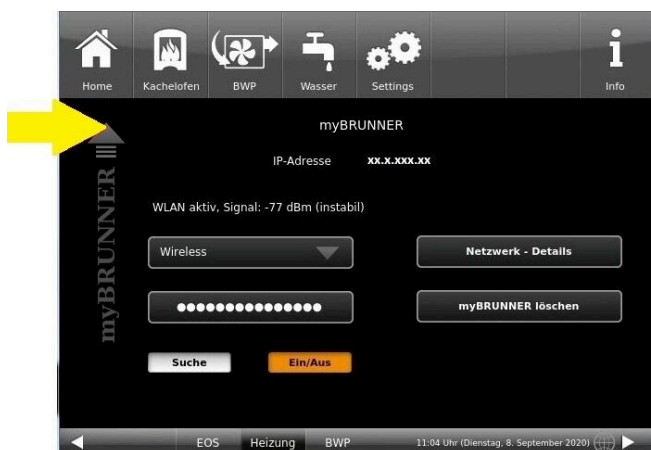 Home Kachelofen BWP Wasser Settings Info
myBRUNNER
myBRUNNER
IP-Adresse xx.x.xxx.xx
WLAN aktiv, Signal: -77 dBm (instabil)
Wireless Netzwerk - Details
myBRUNNER löschen
Suche Ein/Aus
EOS Heizung BWP 11:04 Uhr (Dienstag, 8. September 2020)